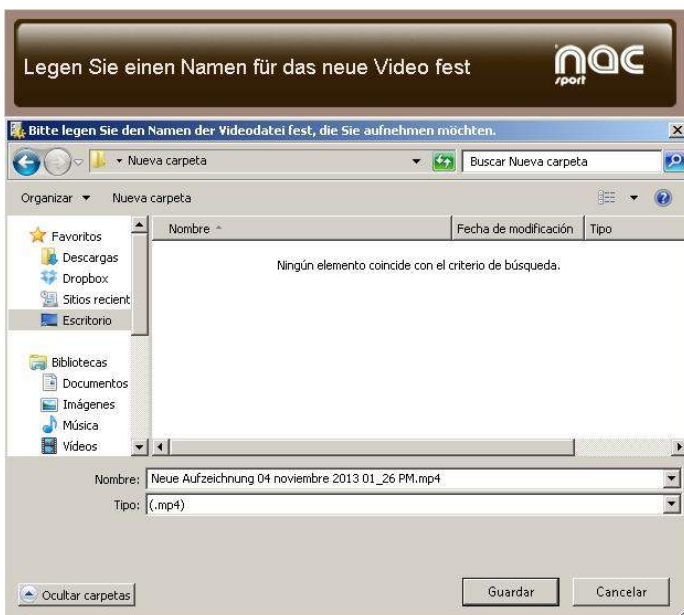 Legen Sie einen Namen für das neue Video fest
nac
sport
Bitte legen Sie den Namen der Videodatei fest, die Sie aufnehmen möchten.
Nueva carpeta
Buscar Nueva carpeta
Organizar Nueva carpeta
Favoritos
Descargas
Dropbox
Sitios recient
Escritorio
Bibliotecas
Documentos
Imágenes
Música
Vídeos
Nombre Fecha de modificación Tipo
Ningún elemento coincide con el criterio de búsqueda.
Nombre: Neue Aufzeichnung 04 noviembre 2013 01_26 PM.mp4
Tipo: (.mp4)
Ocultar carpetas
Guardar
Cancelar